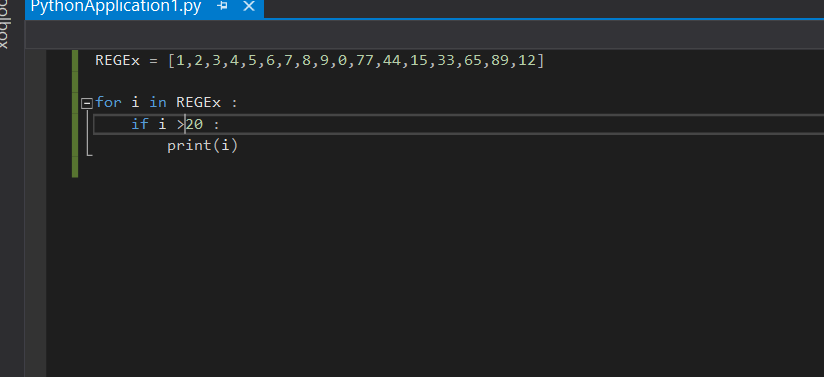 PythonApplication1.py
oolbox
REGEx = [1,2,3,4,5,6,7,8,9,0,77,44,15,33,65,89,12]
for i in REGEx :
if i >20 :
print(i)